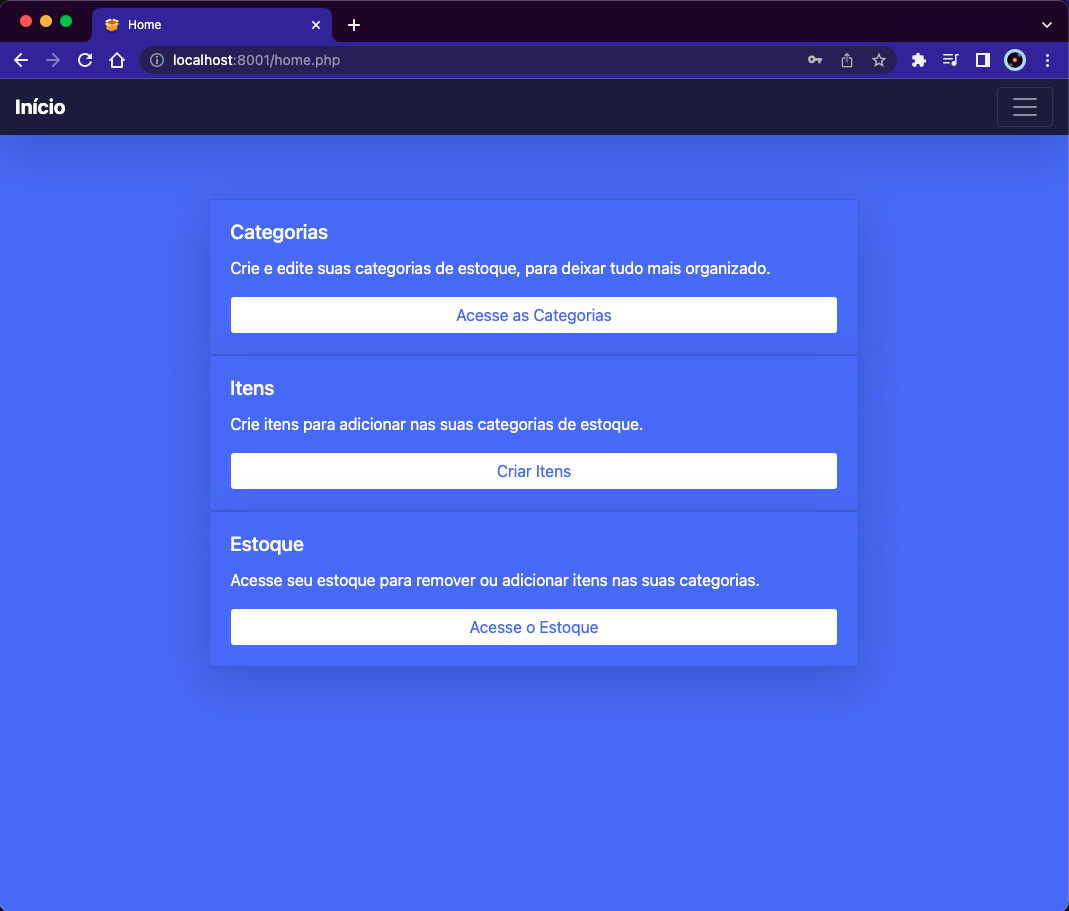 Home
localhost:8001/home.php
Início
Categorias
Crie e edite suas categorias de estoque, para deixar tudo mais organizado.
Acesse as Categorias
Itens
Crie itens para adicionar nas suas categorias de estoque.
Criar Itens
Estoque
Acesse seu estoque para remover ou adicionar itens nas suas categorias.
Acesse o Estoque